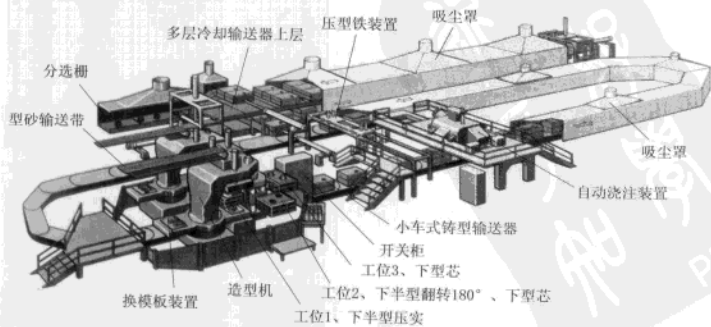 吸尘罩
压型铁装置
多层冷却输送器上层
分选栅
型砂输送带
吸尘罩
自动浇注装置
小车式铸型输送器
开关柜
工位3、下型芯
工位2、下半型翻转180°、下型芯
工位1、下半型压实
造型机
换模板装置